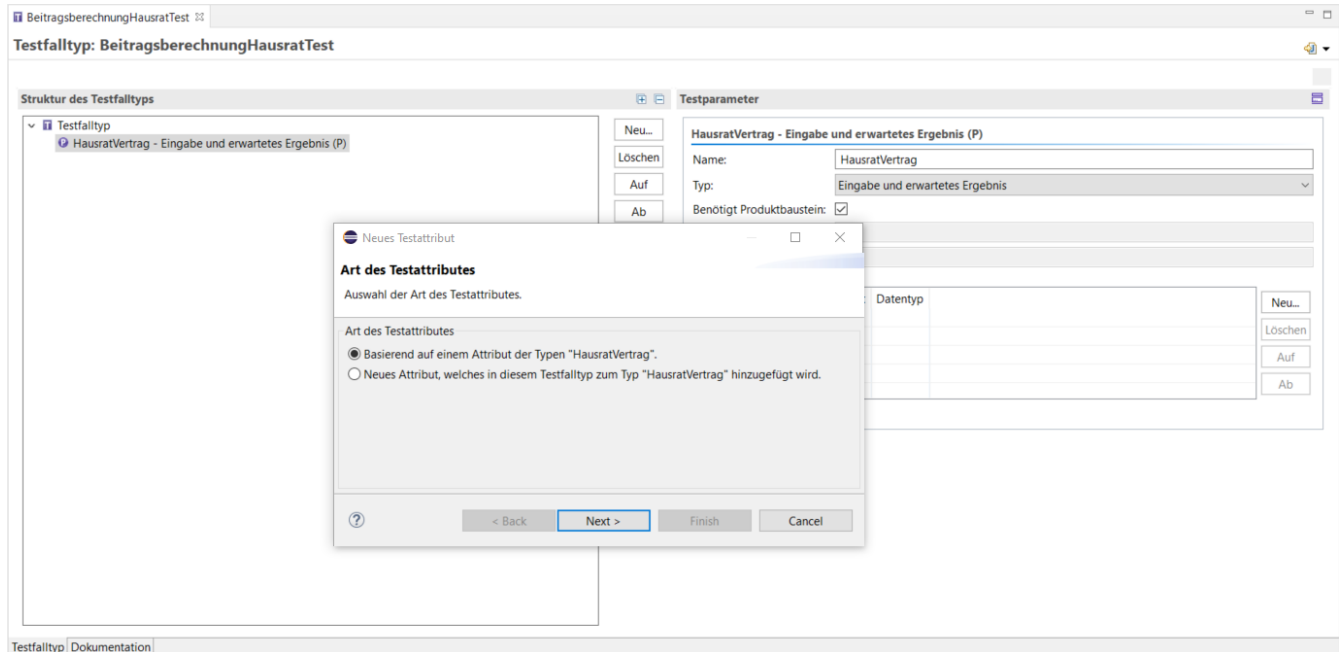 BeitragsberechnungHausratTest
Testfalltyp: BeitragsberechnungHausratTest
Struktur des Testfalltyps
Testfalltyp
HausratVertrag - Eingabe und erwartetes Ergebnis (P)
Neu...
Löschen
Auf
Ab
Testparameter
HausratVertrag - Eingabe und erwartetes Ergebnis (P)
Name: HausratVertrag
Typ: Eingabe und erwartetes Ergebnis
Benötigt Produktbaustein:
Datentyp
Neu...
Löschen
Auf
Ab
Neues Testattribut
Art des Testattributes
Auswahl der Art des Testattributes.
Art des Testattributes
Basierend auf einem Attribut der Typen "HausratVertrag".
Neues Attribut, welches in diesem Testfalltyp zum Typ "HausratVertrag" hinzugefügt wird.
< Back Next > Finish Cancel
Testfalltyp Dokumentation